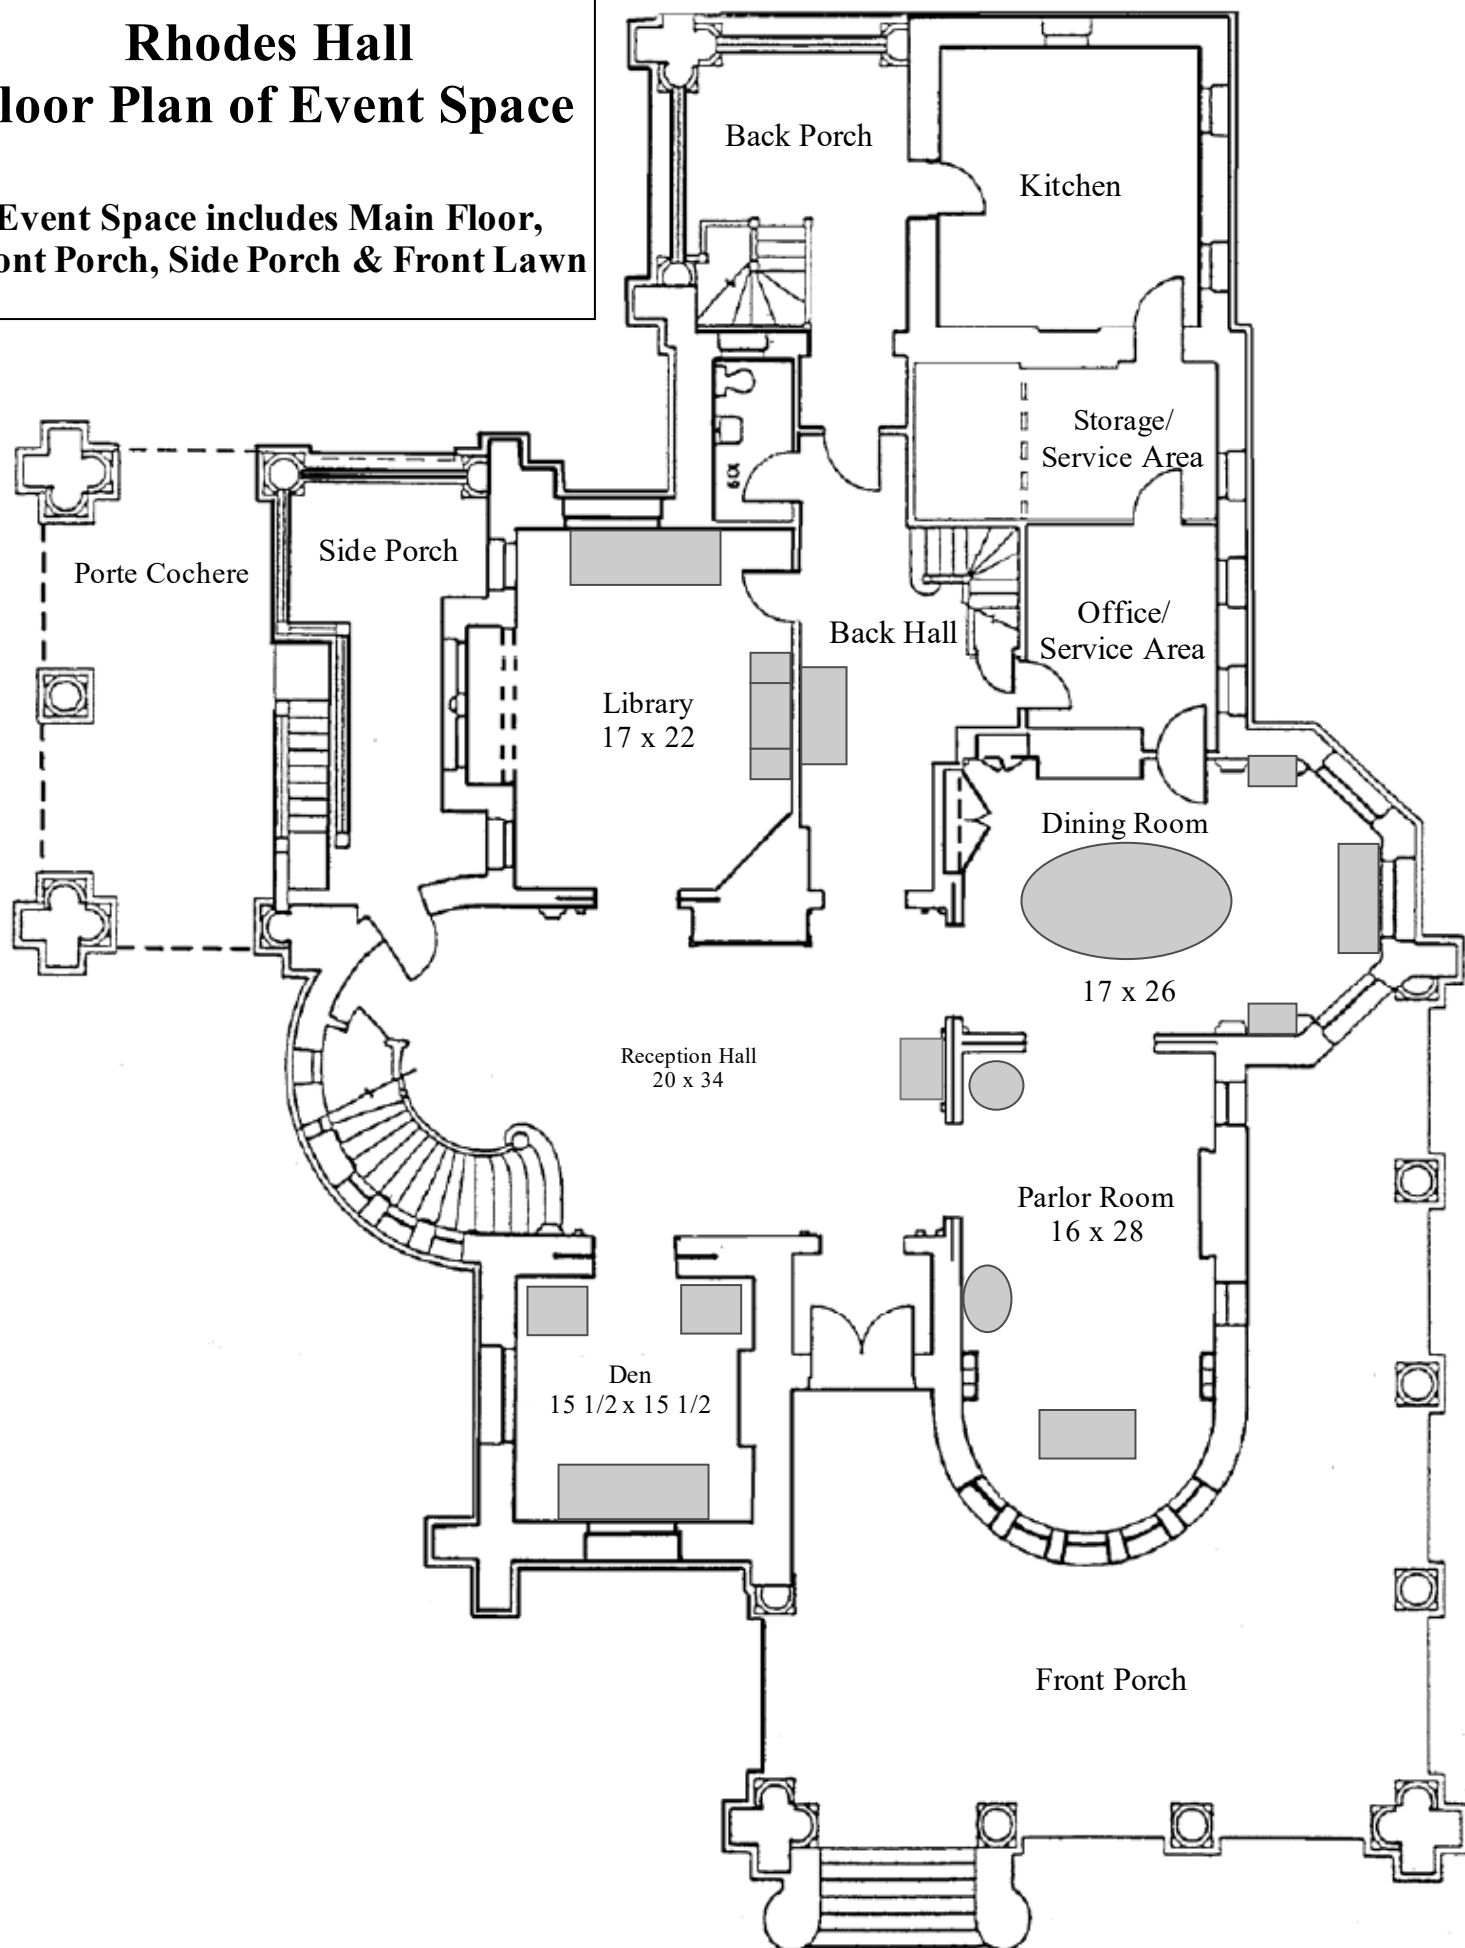 Rhodes Hall
loor Plan of Event Space
Event Space includes Main Floor,
ont Porch, Side Porch & Front Lawn
Back Porch
Kitchen
Storage/
Service Area
Side Porch
Porte Cochere
Office/
Service Area
Back Hall
Library
17 x 22
Dining Room
17 x 26
Reception Hall
20 x 34
Parlor Room
16 x 28
Den
15 1/2 x 15 1/2
Front Porch